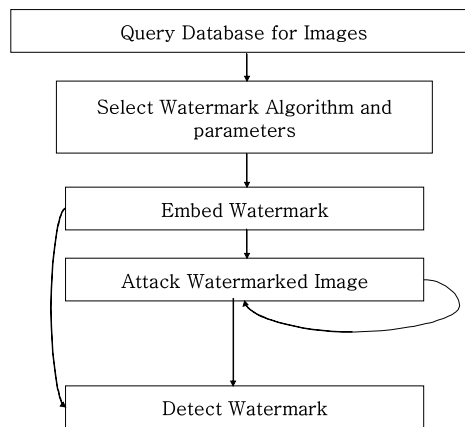 Query Database for Images
Select Watermark Algorithm and
parameters
Embed Watermark
Attack Watermarked Image
Detect Watermark